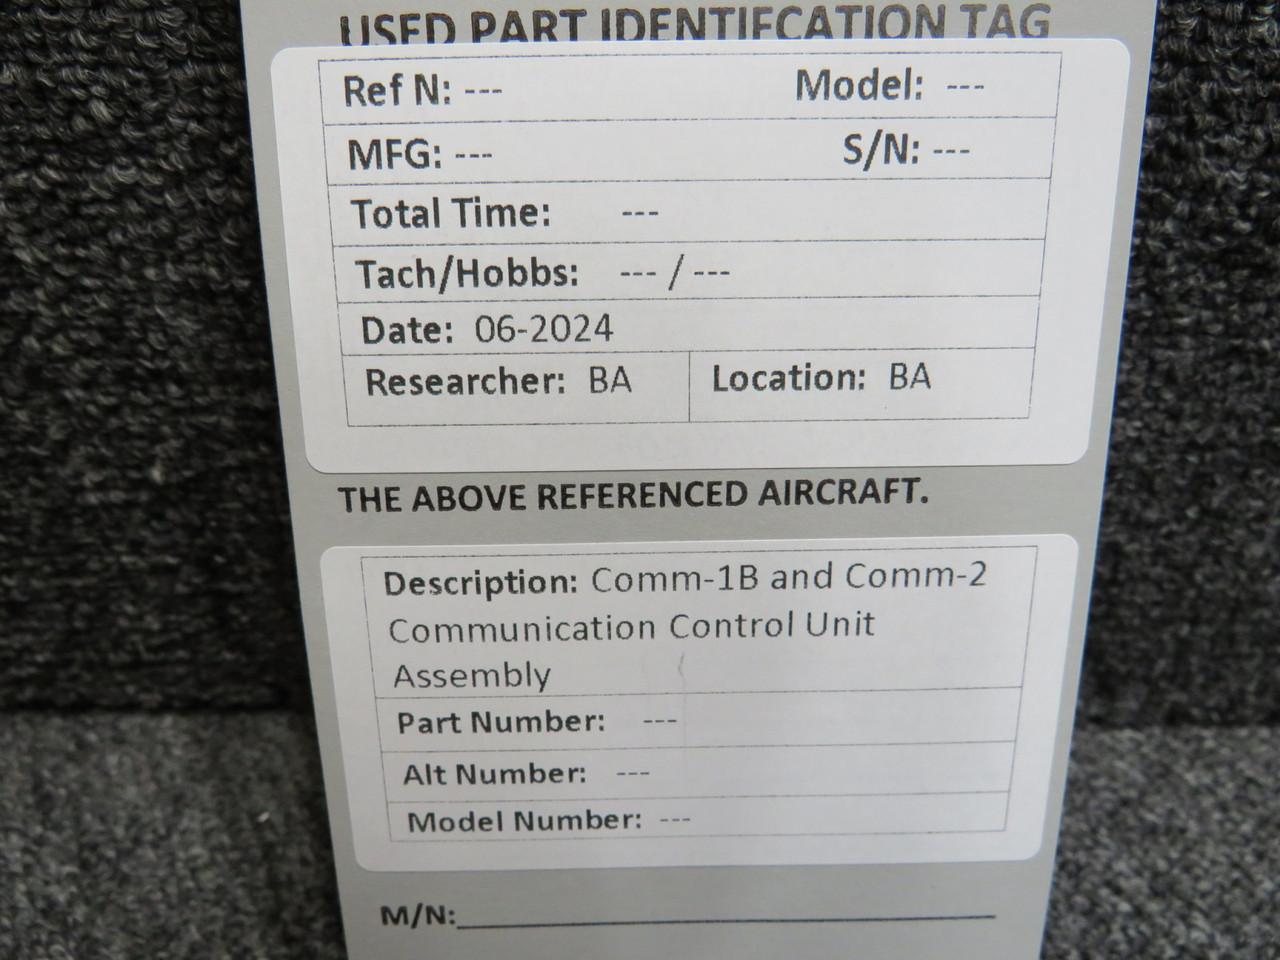 USED PART IDENTIFCATION TAG
Ref N: --- Model: ---
MFG: --- S/N: ---
Total Time: ---
Tach/Hobbs: --- / ---
Date: 06-2024
Researcher: BA Location: BA
THE ABOVE REFERENCED AIRCRAFT.
Description: Comm-1B and Comm-2
Communication Control Unit
Assembly
Part Number: ---
Alt Number: ---
Model Number: ---
M/N: